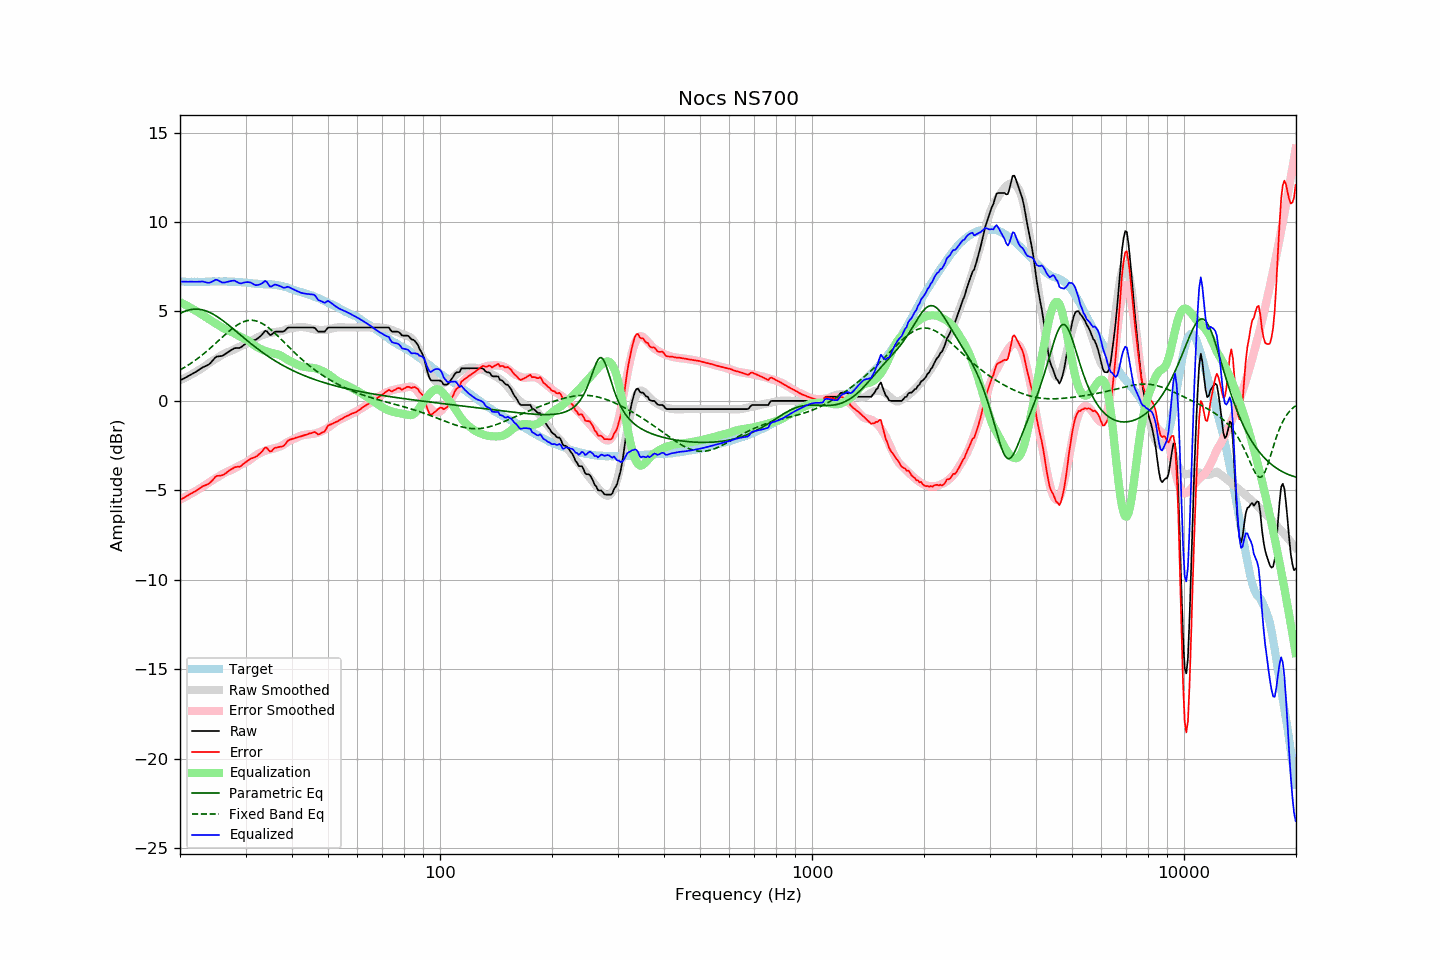 Nocs NS700
15
10
5
0
−5
−10
−15
−20
−25
Amplitude (dBr)
Target
Raw Smoothed
Error Smoothed
Raw
Error
Equalization
Parametric Eq
Fixed Band Eq
Equalized
100
1000
10000
Frequency (Hz)